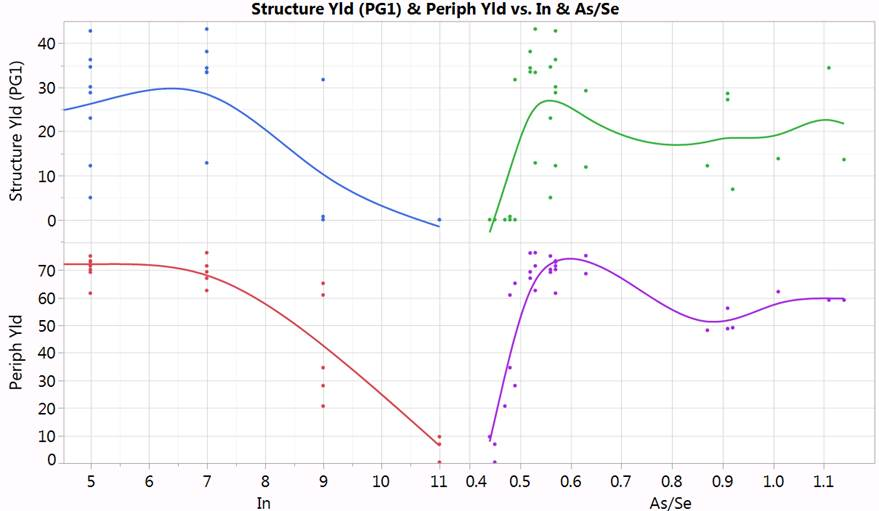 Structure Yld (PG1) & Periph Yld vs. In & As/Se
Structure Yld (PG1)
40
30
20
10
0
Periph Yld
70
60
50
40
30
20
10
0
5 6 7 8 9 10 11 0.4 0.5 0.6 0.7 0.8 0.9 1.0 1.1
In As/Se